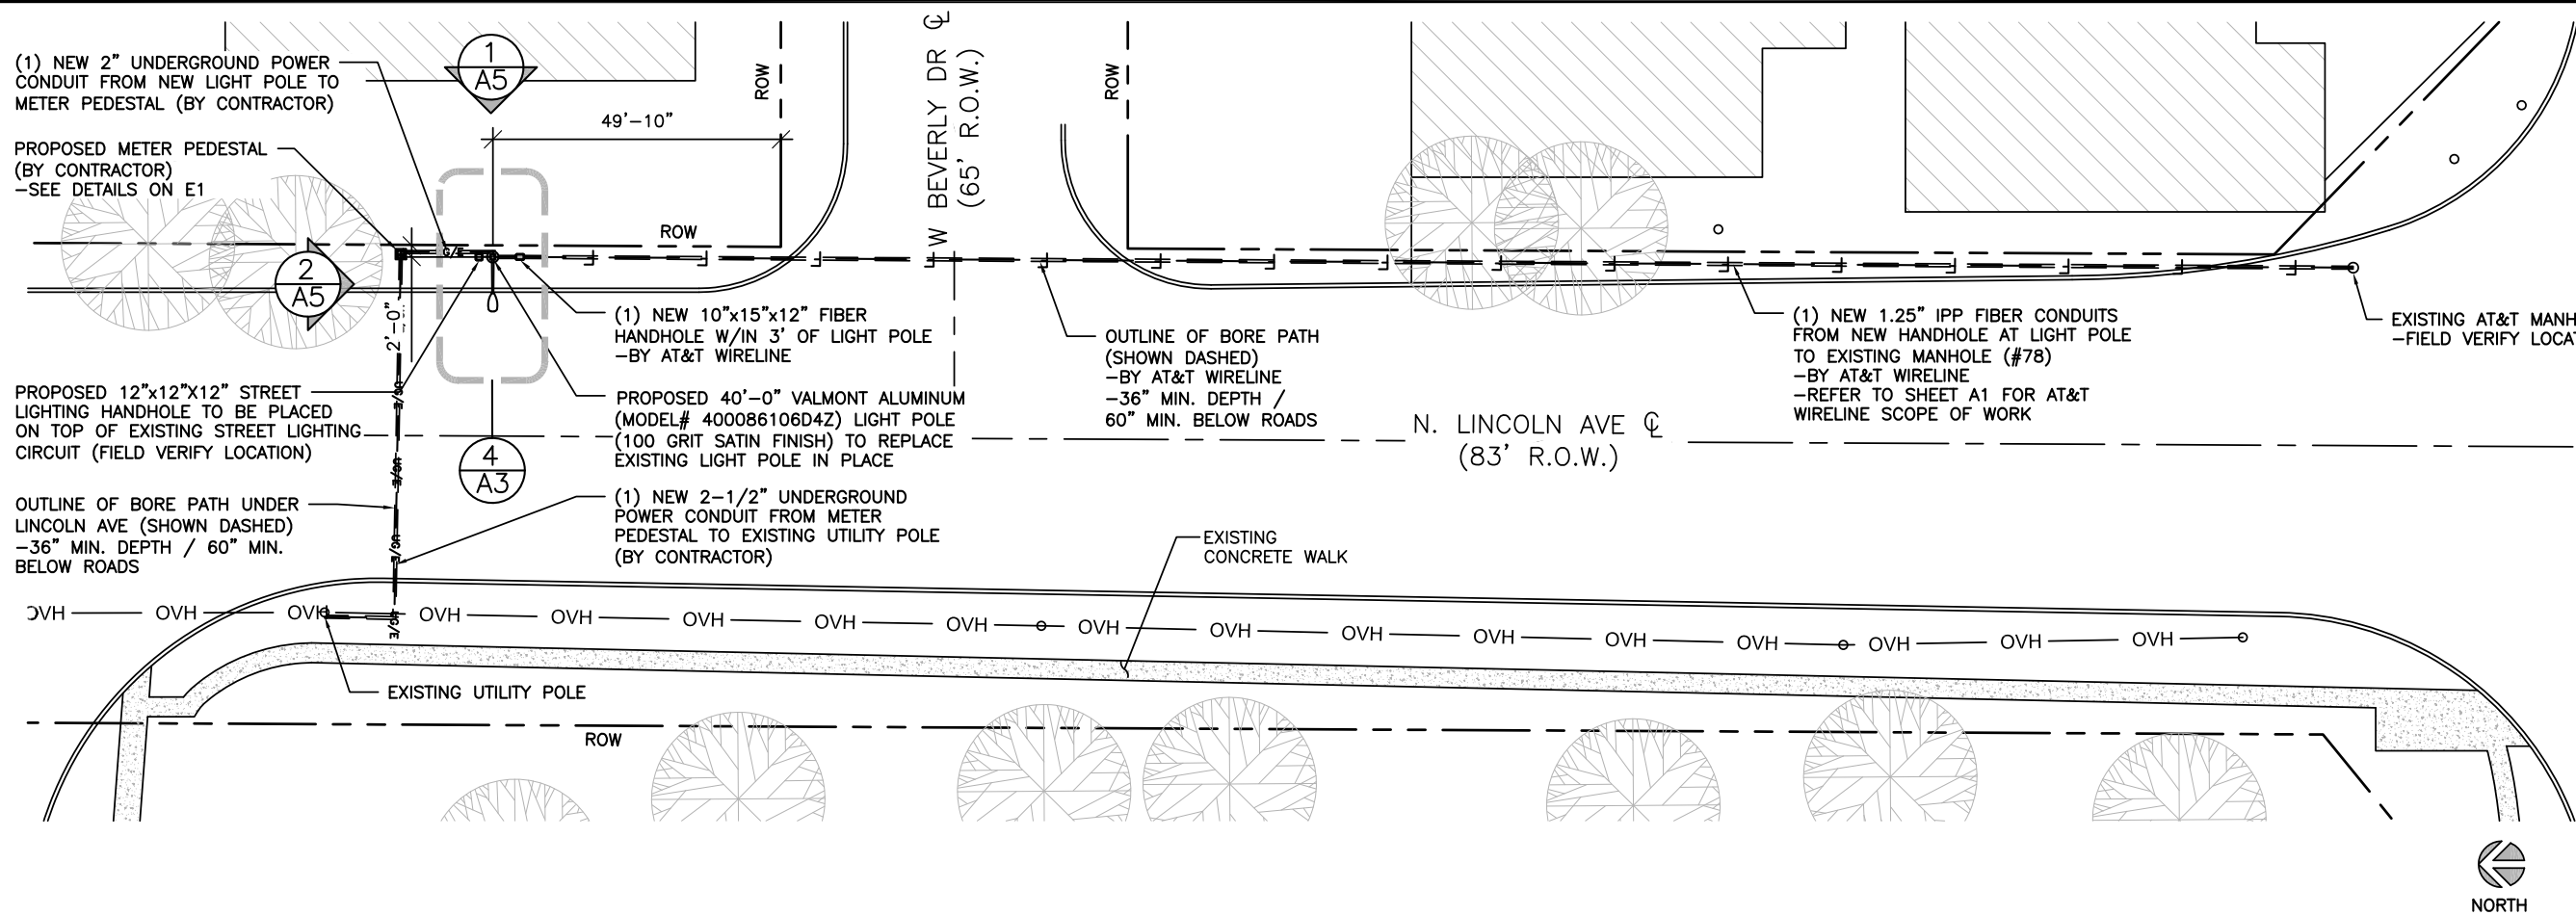 (1) NEW 2" UNDERGROUND POWER
CONDUIT FROM NEW LIGHT POLE TO
METER PEDESTAL (BY CONTRACTOR)
PROPOSED METER PEDESTAL
(BY CONTRACTOR)
-SEE DETAILS ON E1
1
A5
49'-10"
ROW
W BEVERLY DR ℄
(65' R.O.W.)
ROW
ROW
G/E
2
A5
2'-0"
(1) NEW 10"x15"x12" FIBER
HANDHOLE W/IN 3' OF LIGHT POLE
-BY AT&T WIRELINE
OUTLINE OF BORE PATH
(SHOWN DASHED)
-BY AT&T WIRELINE
-36" MIN. DEPTH /
60" MIN. BELOW ROADS
(1) NEW 1.25" IPP FIBER CONDUITS
FROM NEW HANDHOLE AT LIGHT POLE
TO EXISTING MANHOLE (#78)
-BY AT&T WIRELINE
-REFER TO SHEET A1 FOR AT&T
WIRELINE SCOPE OF WORK
EXISTING AT&T MANH
-FIELD VERIFY LOCAT
PROPOSED 12"x12"X12" STREET
LIGHTING HANDHOLE TO BE PLACED
ON TOP OF EXISTING STREET LIGHTING
CIRCUIT (FIELD VERIFY LOCATION)
UG/E
PROPOSED 40'-0" VALMONT ALUMINUM
(MODEL# 400086106D4Z) LIGHT POLE
(100 GRIT SATIN FINISH) TO REPLACE
EXISTING LIGHT POLE IN PLACE
N. LINCOLN AVE ℄
(83' R.O.W.)
4
A3
UG/E
OUTLINE OF BORE PATH UNDER
LINCOLN AVE (SHOWN DASHED)
-36" MIN. DEPTH / 60" MIN.
BELOW ROADS
(1) NEW 2-1/2" UNDERGROUND
POWER CONDUIT FROM METER
PEDESTAL TO EXISTING UTILITY POLE
(BY CONTRACTOR)
UG/E
EXISTING
CONCRETE WALK
OVH OVH OVH OVH OVH OVH OVH OVH OVH OVH OVH OVH OVH OVH OVH OVH OVH
UG/E
EXISTING UTILITY POLE
ROW
NORTH